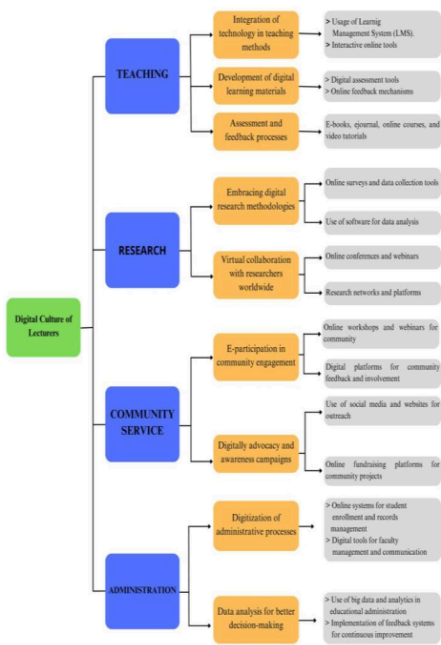 Digital Culture of
Lecturers
TEACHING
Integration of
technology in teaching
methods
> Usage of Learnig
Management System (LMS).
> Interactive online tools
Development of digital
learning materials
> Digital assessment tools
> Online feedback mechanisms
Assessment and
feedback processes
E-books, ejournal, online courses, and
video tutorials
RESEARCH
Embracing digital
research methodologies
Online surveys and data collection tools
Use of software for data analysis
Virtual collaboration
with researchers
worldwide
Online conferences and webinars
Research networks and platforms
COMMUNITY
SERVICE
E-participation in
community engagement
Online workshops and webinars for
community
Digital platforms for community
feedback and involvement
Digitally advocacy and
awareness campaigns
Use of social media and websites for
outreach
Online fundraising platforms for
community projects
ADMINISTRATION
Digitization of
administrative processes
> Online systems for student
enrollment and records
management
> Digital tools for faculty
management and communication
Data analysis for better
decision-making
> Use of big data and analytics in
educational administration
> Implementation of feedback systems
for continuous improvement